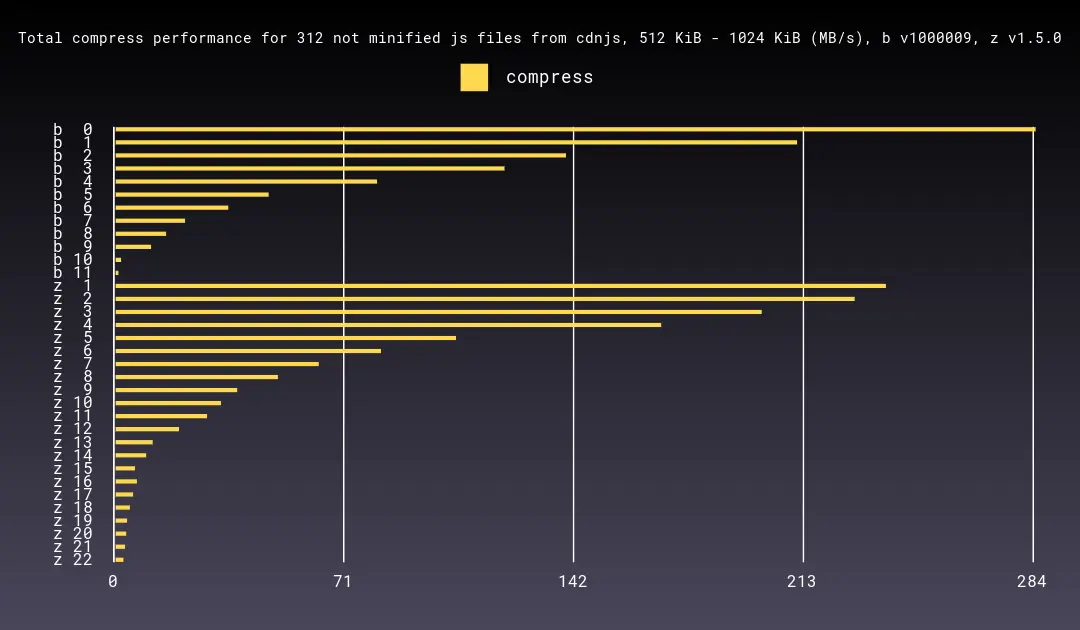 Total compress performance for 312 not minified js files from cdnjs, 512 KiB - 1024 KiB (MB/s), b v1000009, z v1.5.0
compress
b 0
b 1
b 2
b 3
b 4
b 5
b 6
b 7
b 8
b 9
b 10
b 11
z 1
z 2
z 3
z 4
z 5
z 6
z 7
z 8
z 9
z 10
z 11
z 12
z 13
z 14
z 15
z 16
z 17
z 18
z 19
z 20
z 21
z 22
0 71 142 213 284